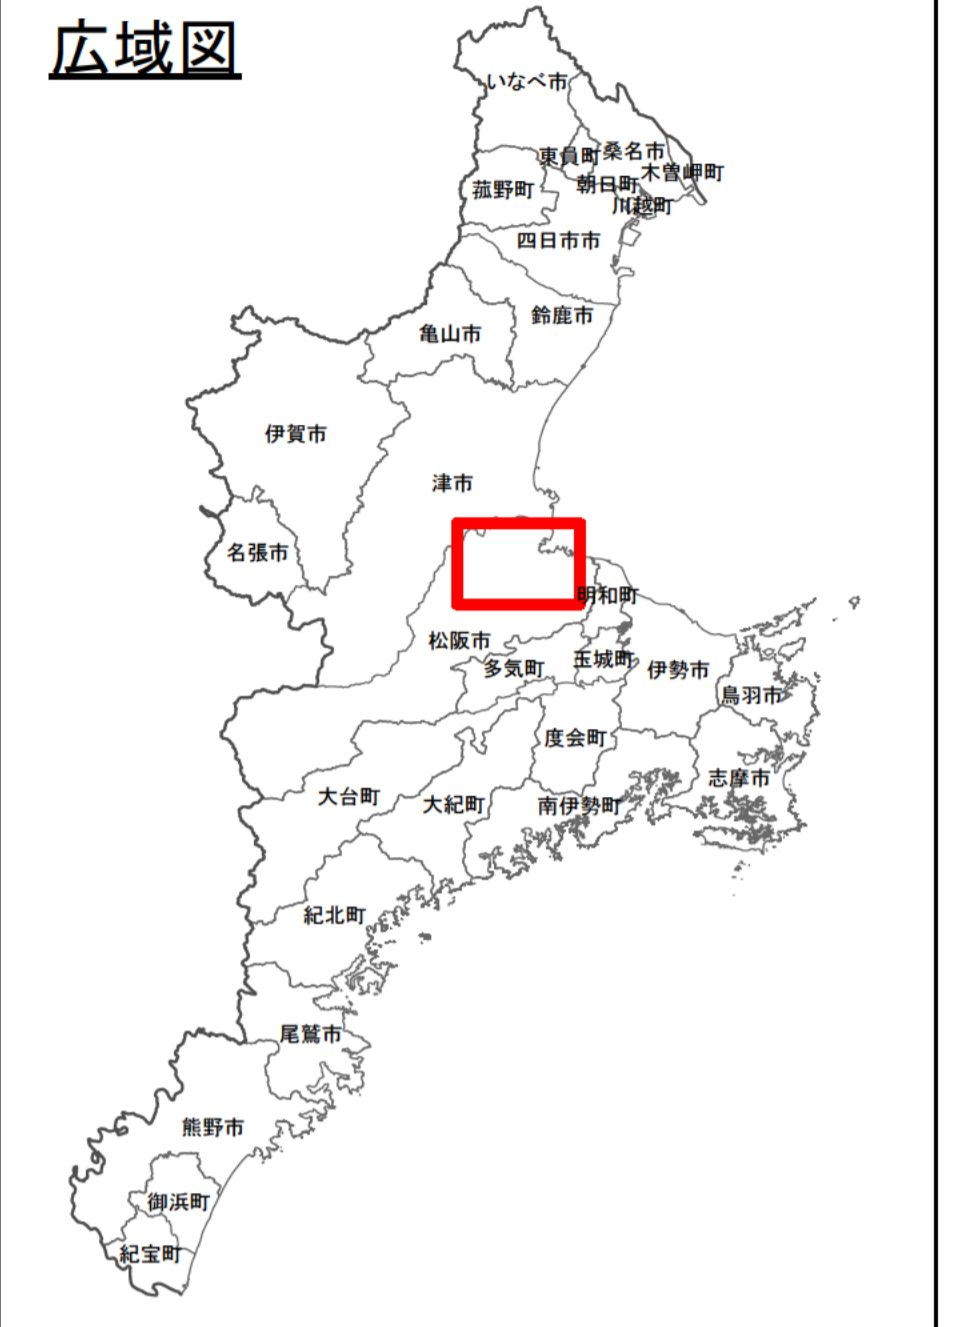 広域図
いなべ市
東員町
桑名市
木曽岬町
菰野町
朝日町
川越町
四日市市
鈴鹿市
亀山市
伊賀市
津市
名張市
明和町
松阪市
多気町
玉城町
伊勢市
鳥羽市
度会町
志摩市
大台町
大紀町
南伊勢町
紀北町
尾鷲市
熊野市
御浜町
紀宝町